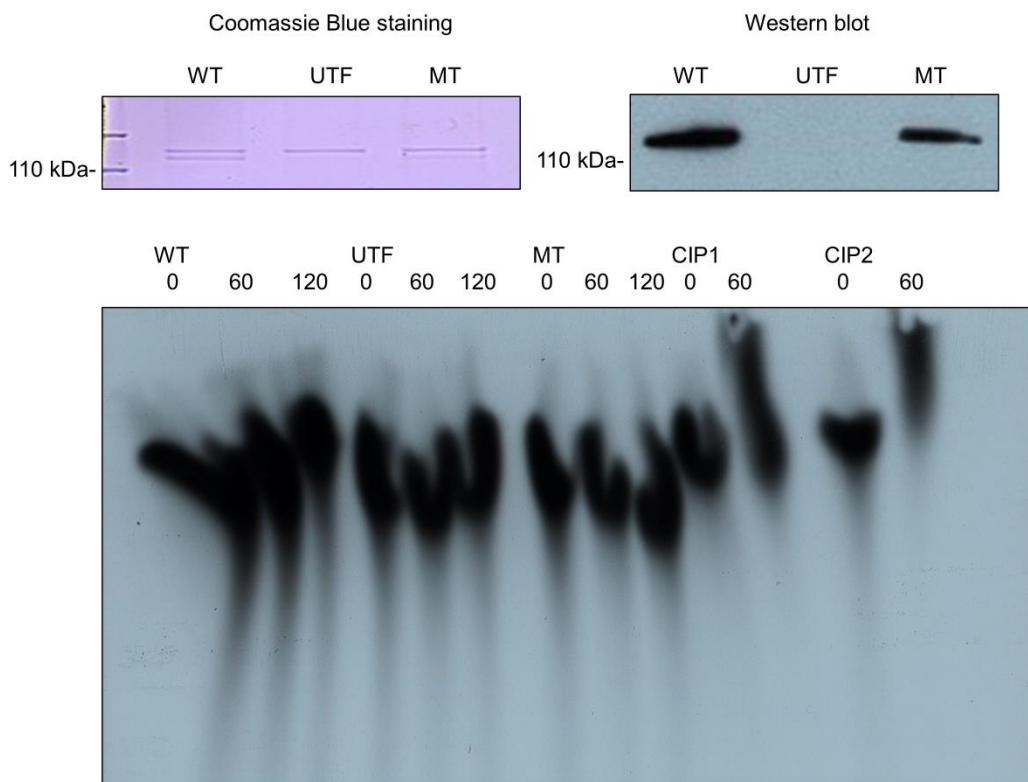 Coomassie Blue staining Western blot
WT UTF MT WT UTF MT
110 kDa- 110 kDa-
WT UTF MT CIP1 CIP2
0 60 120 0 60 120 0 60 120 0 60 0 60